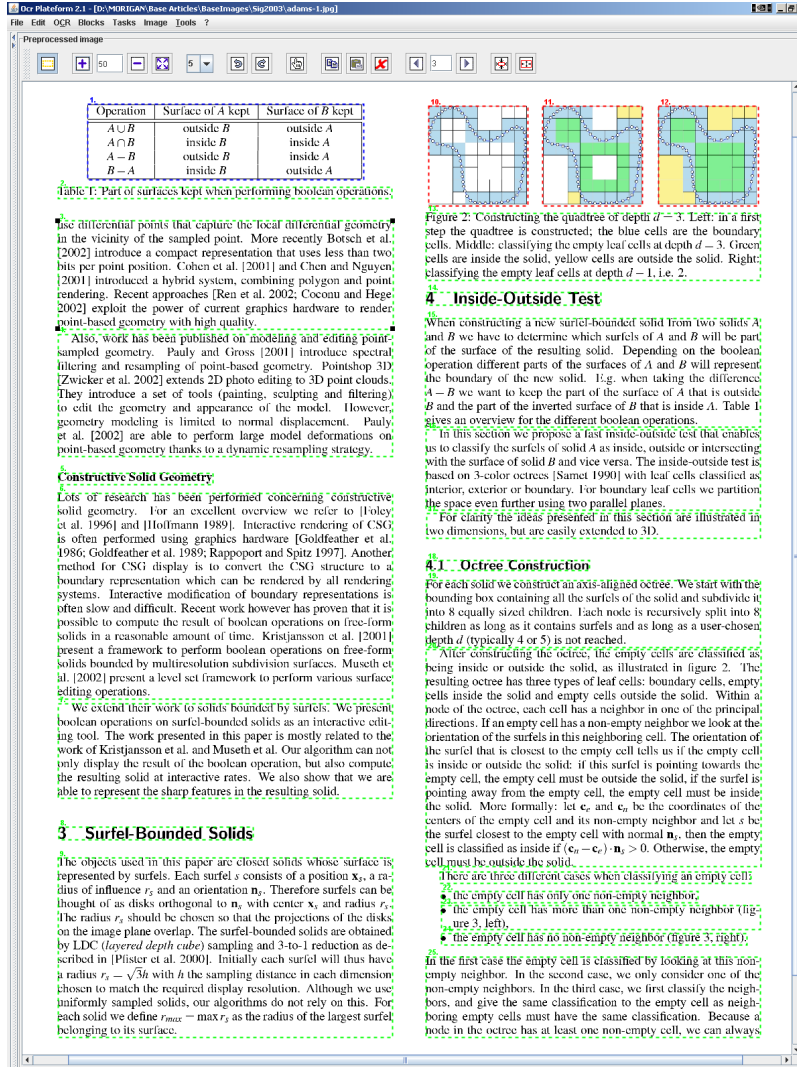 Ocr Plateform 2.1 - [D:\MORIGAN\Base Articles\BaseImages\Sig2003\adams-1.jpg]
File Edit OCR Blocks Tasks Image Tools ?
Preprocessed image
50 5 3
1.
Operation Surface of A kept Surface of B kept
A ∪ B outside B outside A
A ∩ B inside B inside A
A − B outside B inside A
B − A inside B outside A
2.
Table 1: Part of surfaces kept when performing boolean operations.
3.
use differential points that capture the local differential geometry
in the vicinity of the sampled point. More recently Botsch et al.
[2002] introduce a compact representation that uses less than two
bits per point position. Cohen et al. [2001] and Chen and Nguyen
[2001] introduced a hybrid system, combining polygon and point
rendering. Recent approaches [Ren et al. 2002; Coconu and Hege
2002] exploit the power of current graphics hardware to render
point-based geometry with high quality.
Also, work has been published on modeling and editing point-
sampled geometry. Pauly and Gross [2001] introduce spectral
filtering and resampling of point-based geometry. Pointshop 3D
[Zwicker et al. 2002] extends 2D photo editing to 3D point clouds.
They introduce a set of tools (painting, sculpting and filtering)
to edit the geometry and appearance of the model. However,
geometry modeling is limited to normal displacement. Pauly
et al. [2002] are able to perform large model deformations on
point-based geometry thanks to a dynamic resampling strategy.
5.
Constructive Solid Geometry
6.
Lots of research has been performed concerning constructive
solid geometry. For an excellent overview we refer to [Foley
et al. 1996] and [Hoffmann 1989]. Interactive rendering of CSG
is often performed using graphics hardware [Goldfeather et al.
1986; Goldfeather et al. 1989; Rappoport and Spitz 1997]. Another
method for CSG display is to convert the CSG structure to a
boundary representation which can be rendered by all rendering
systems. Interactive modification of boundary representations is
often slow and difficult. Recent work however has proven that it is
possible to compute the result of boolean operations on free-form
solids in a reasonable amount of time. Kristjansson et al. [2001]
present a framework to perform boolean operations on free-form
solids bounded by multiresolution subdivision surfaces. Museth et
al. [2002] present a level set framework to perform various surface
editing operations.
7.
We extend their work to solids bounded by surfels. We present
boolean operations on surfel-bounded solids as an interactive edit-
ing tool. The work presented in this paper is mostly related to the
work of Kristjansson et al. and Museth et al. Our algorithm can not
only display the result of the boolean operation, but also compute
the resulting solid at interactive rates. We also show that we are
able to represent the sharp features in the resulting solid.
8.
3 Surfel-Bounded Solids
9.
The objects used in this paper are closed solids whose surface is
represented by surfels. Each surfel s consists of a position xs, a ra-
dius of influence rs and an orientation ns. Therefore surfels can be
thought of as disks orthogonal to ns with center xs and radius rs.
The radius rs should be chosen so that the projections of the disks
on the image plane overlap. The surfel-bounded solids are obtained
by LDC (layered depth cube) sampling and 3-to-1 reduction as de-
scribed in [Pfister et al. 2000]. Initially each surfel will thus have
a radius rs = √3h with h the sampling distance in each dimension
chosen to match the required display resolution. Although we use
uniformly sampled solids, our algorithms do not rely on this. For
each solid we define rmax = max rs as the radius of the largest surfel
belonging to its surface.
10. 11. 12.
Figure 2: Constructing the quadtree of depth d = 3. Left: in a first
step the quadtree is constructed; the blue cells are the boundary
cells. Middle: classifying the empty leaf cells at depth d = 3. Green
cells are inside the solid, yellow cells are outside the solid. Right:
classifying the empty leaf cells at depth d − 1, i.e. 2.
14.
4 Inside-Outside Test
15.
When constructing a new surfel-bounded solid from two solids A
and B we have to determine which surfels of A and B will be part
of the surface of the resulting solid. Depending on the boolean
operation different parts of the surfaces of A and B will represent
the boundary of the new solid. E.g. when taking the difference
A − B we want to keep the part of the surface of A that is outside
B and the part of the inverted surface of B that is inside A. Table 1
gives an overview for the different boolean operations.
In this section we propose a fast inside-outside test that enables
us to classify the surfels of solid A as inside, outside or intersecting
with the surface of solid B and vice versa. The inside-outside test is
based on 3-color octrees [Samet 1990] with leaf cells classified as
interior, exterior or boundary. For boundary leaf cells we partition
the space even further using two parallel planes.
For clarity the ideas presented in this section are illustrated in
two dimensions, but are easily extended to 3D.
18.
4.1 Octree Construction
19.
For each solid we construct an axis-aligned octree. We start with the
bounding box containing all the surfels of the solid and subdivide it
into 8 equally sized children. Each node is recursively split into 8
children as long as it contains surfels and as long as a user-chosen
depth d (typically 4 or 5) is not reached.
After constructing the octree, the empty cells are classified as
being inside or outside the solid, as illustrated in figure 2. The
resulting octree has three types of leaf cells: boundary cells, empty
cells inside the solid and empty cells outside the solid. Within a
node of the octree, each cell has a neighbor in one of the principal
directions. If an empty cell has a non-empty neighbor we look at the
orientation of the surfels in this neighboring cell. The orientation of
the surfel that is closest to the empty cell tells us if the empty cell
is inside or outside the solid: if this surfel is pointing towards the
empty cell, the empty cell must be outside the solid, if the surfel is
pointing away from the empty cell, the empty cell must be inside
the solid. More formally: let ce and cn be the coordinates of the
centers of the empty cell and its non-empty neighbor and let s be
the surfel closest to the empty cell with normal ns, then the empty
cell is classified as inside if (cn − ce) · ns > 0. Otherwise, the empty
cell must be outside the solid.
There are three different cases when classifying an empty cell:
• the empty cell has only one non-empty neighbor,
• the empty cell has more than one non-empty neighbor (fig-
ure 3, left),
• the empty cell has no non-empty neighbor (figure 3, right).
25.
In the first case the empty cell is classified by looking at this non-
empty neighbor. In the second case, we only consider one of the
non-empty neighbors. In the third case, we first classify the neigh-
bors, and give the same classification to the empty cell as neigh-
boring empty cells must have the same classification. Because a
node in the octree has at least one non-empty cell, we can always